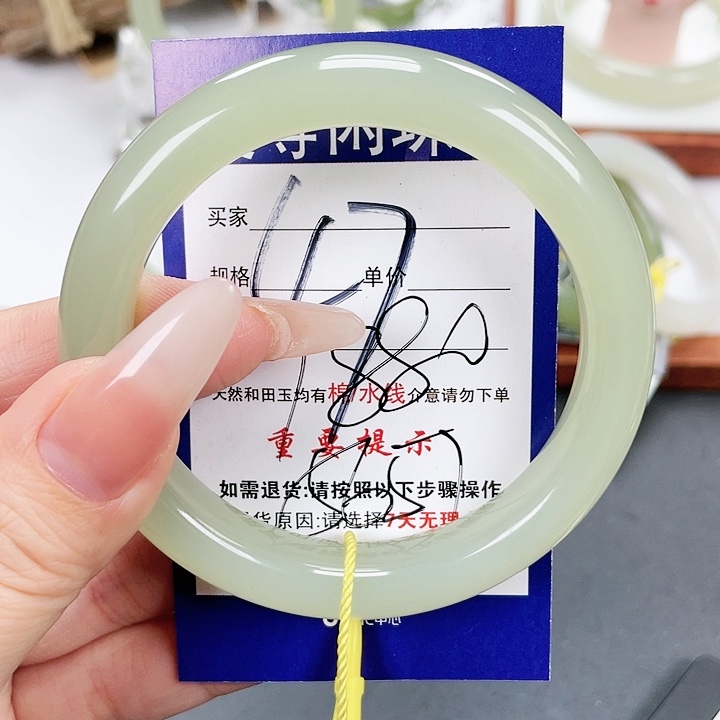 买家
规格 单价
47
880
天然和田玉均有棉/水线介意请勿下单
重要提示
如需退货:请按照以下步骤操作
货原因:请选择7天无理